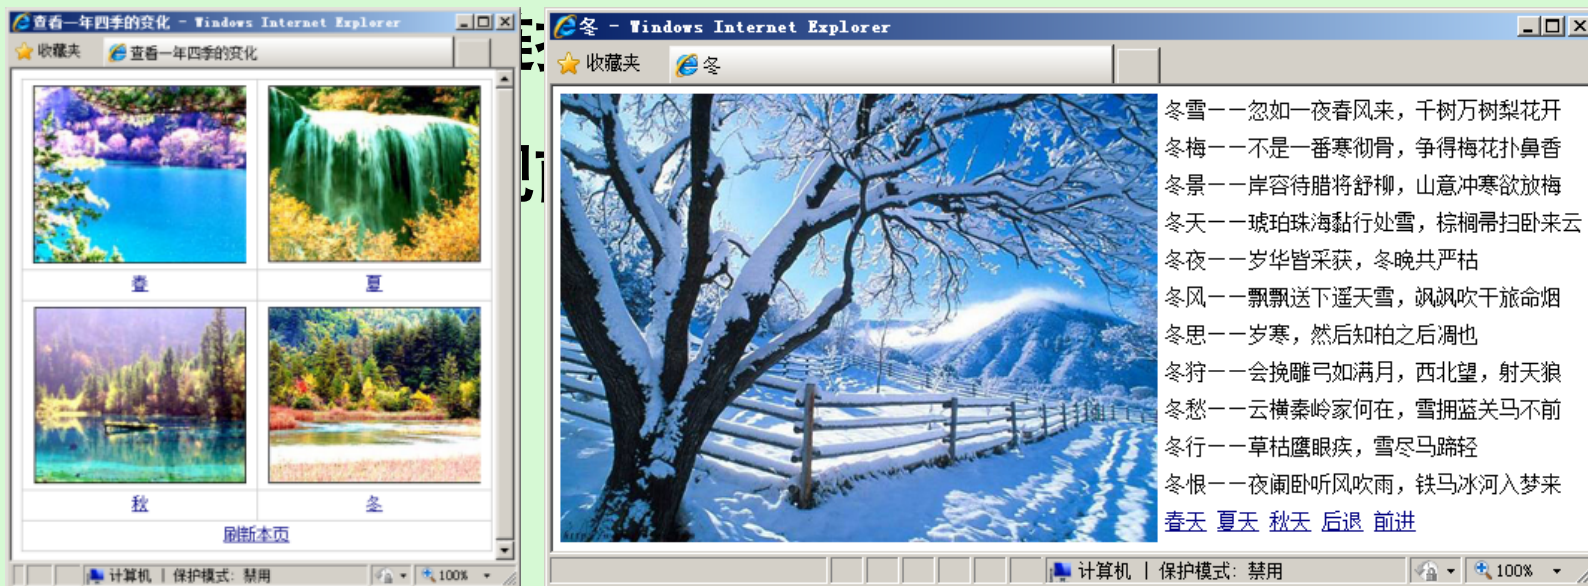 查看一年四季的变化 - Windows Internet Explorer
收藏夹 查看一年四季的变化
春 夏
秋 冬
刷新本页
计算机 | 保护模式: 禁用 100%
冬 - Windows Internet Explorer
收藏夹 冬
冬雪——忽如一夜春风来，千树万树梨花开
冬梅——不是一番寒彻骨，争得梅花扑鼻香
冬景——岸容待腊将舒柳，山意冲寒欲放梅
冬天——琥珀珠海黏行处雪，棕榈帚扫卧来云
冬夜——岁华皆采获，冬晚共严枯
冬风——飘飘送下遥天雪，飒飒吹干旅命烟
冬思——岁寒，然后知柏之后凋也
冬狩——会挽雕弓如满月，西北望，射天狼
冬愁——云横秦岭家何在，雪拥蓝关马不前
冬行——草枯鹰眼疾，雪尽马蹄轻
冬恨——夜阑卧听风吹雨，铁马冰河入梦来
春天 夏天 秋天 后退 前进
计算机 | 保护模式: 禁用 100%